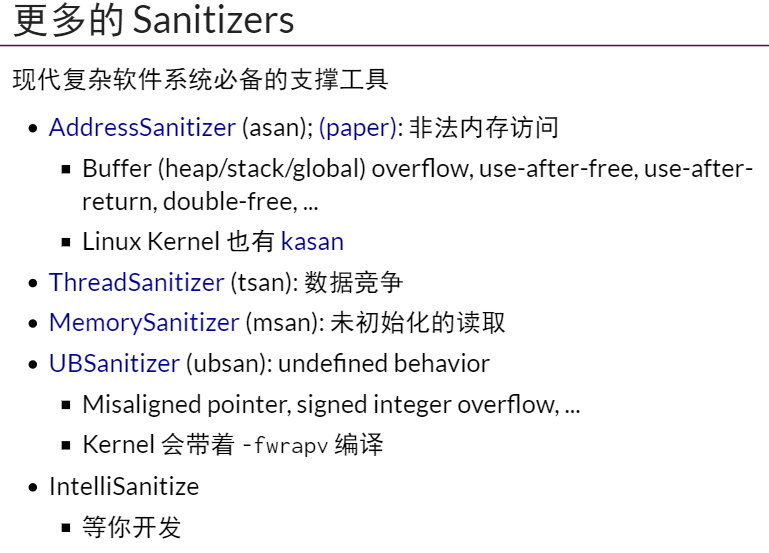 更多的 Sanitizers
现代复杂软件系统必备的支撑工具
AddressSanitizer (asan); (paper): 非法内存访问
Buffer (heap/stack/global) overflow, use-after-free, use-after-
return, double-free, ...
Linux Kernel 也有 kasan
ThreadSanitizer (tsan): 数据竞争
MemorySanitizer (msan): 未初始化的读取
UBSanitizer (ubsan): undefined behavior
Misaligned pointer, signed integer overflow, ...
Kernel 会带着 -fwrapv 编译
IntelliSanitize
等你开发